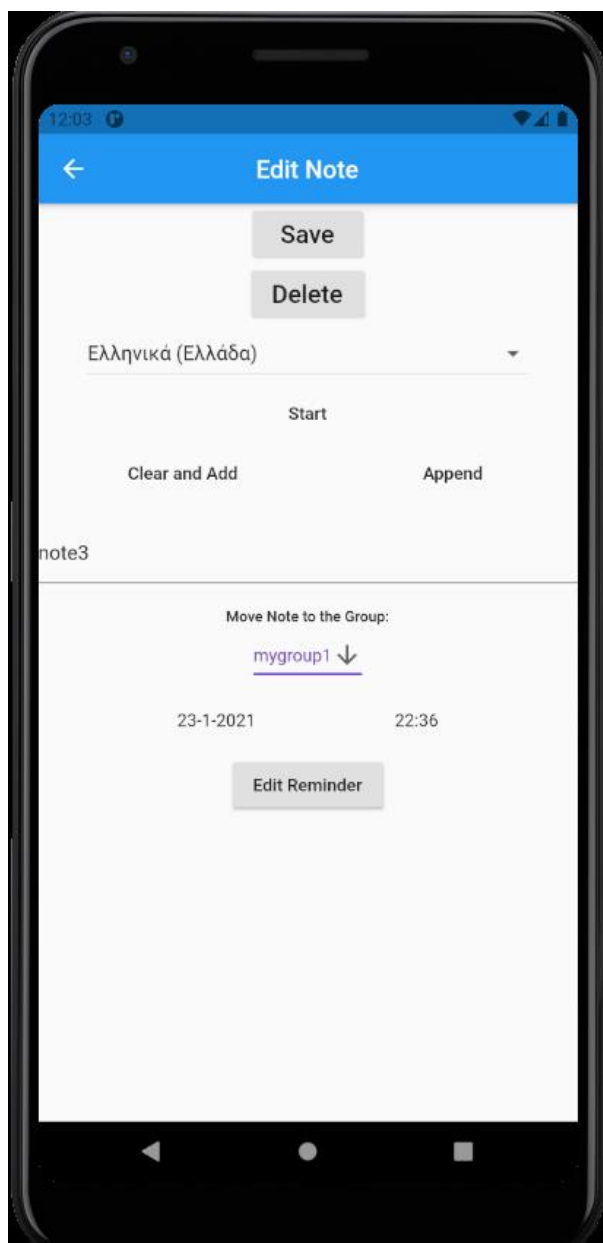 12:03
Edit Note
Save
Delete
Ελληνικά (Ελλάδα)
Start
Clear and Add Append
note3
Move Note to the Group:
mygroup1
23-1-2021 22:36
Edit Reminder